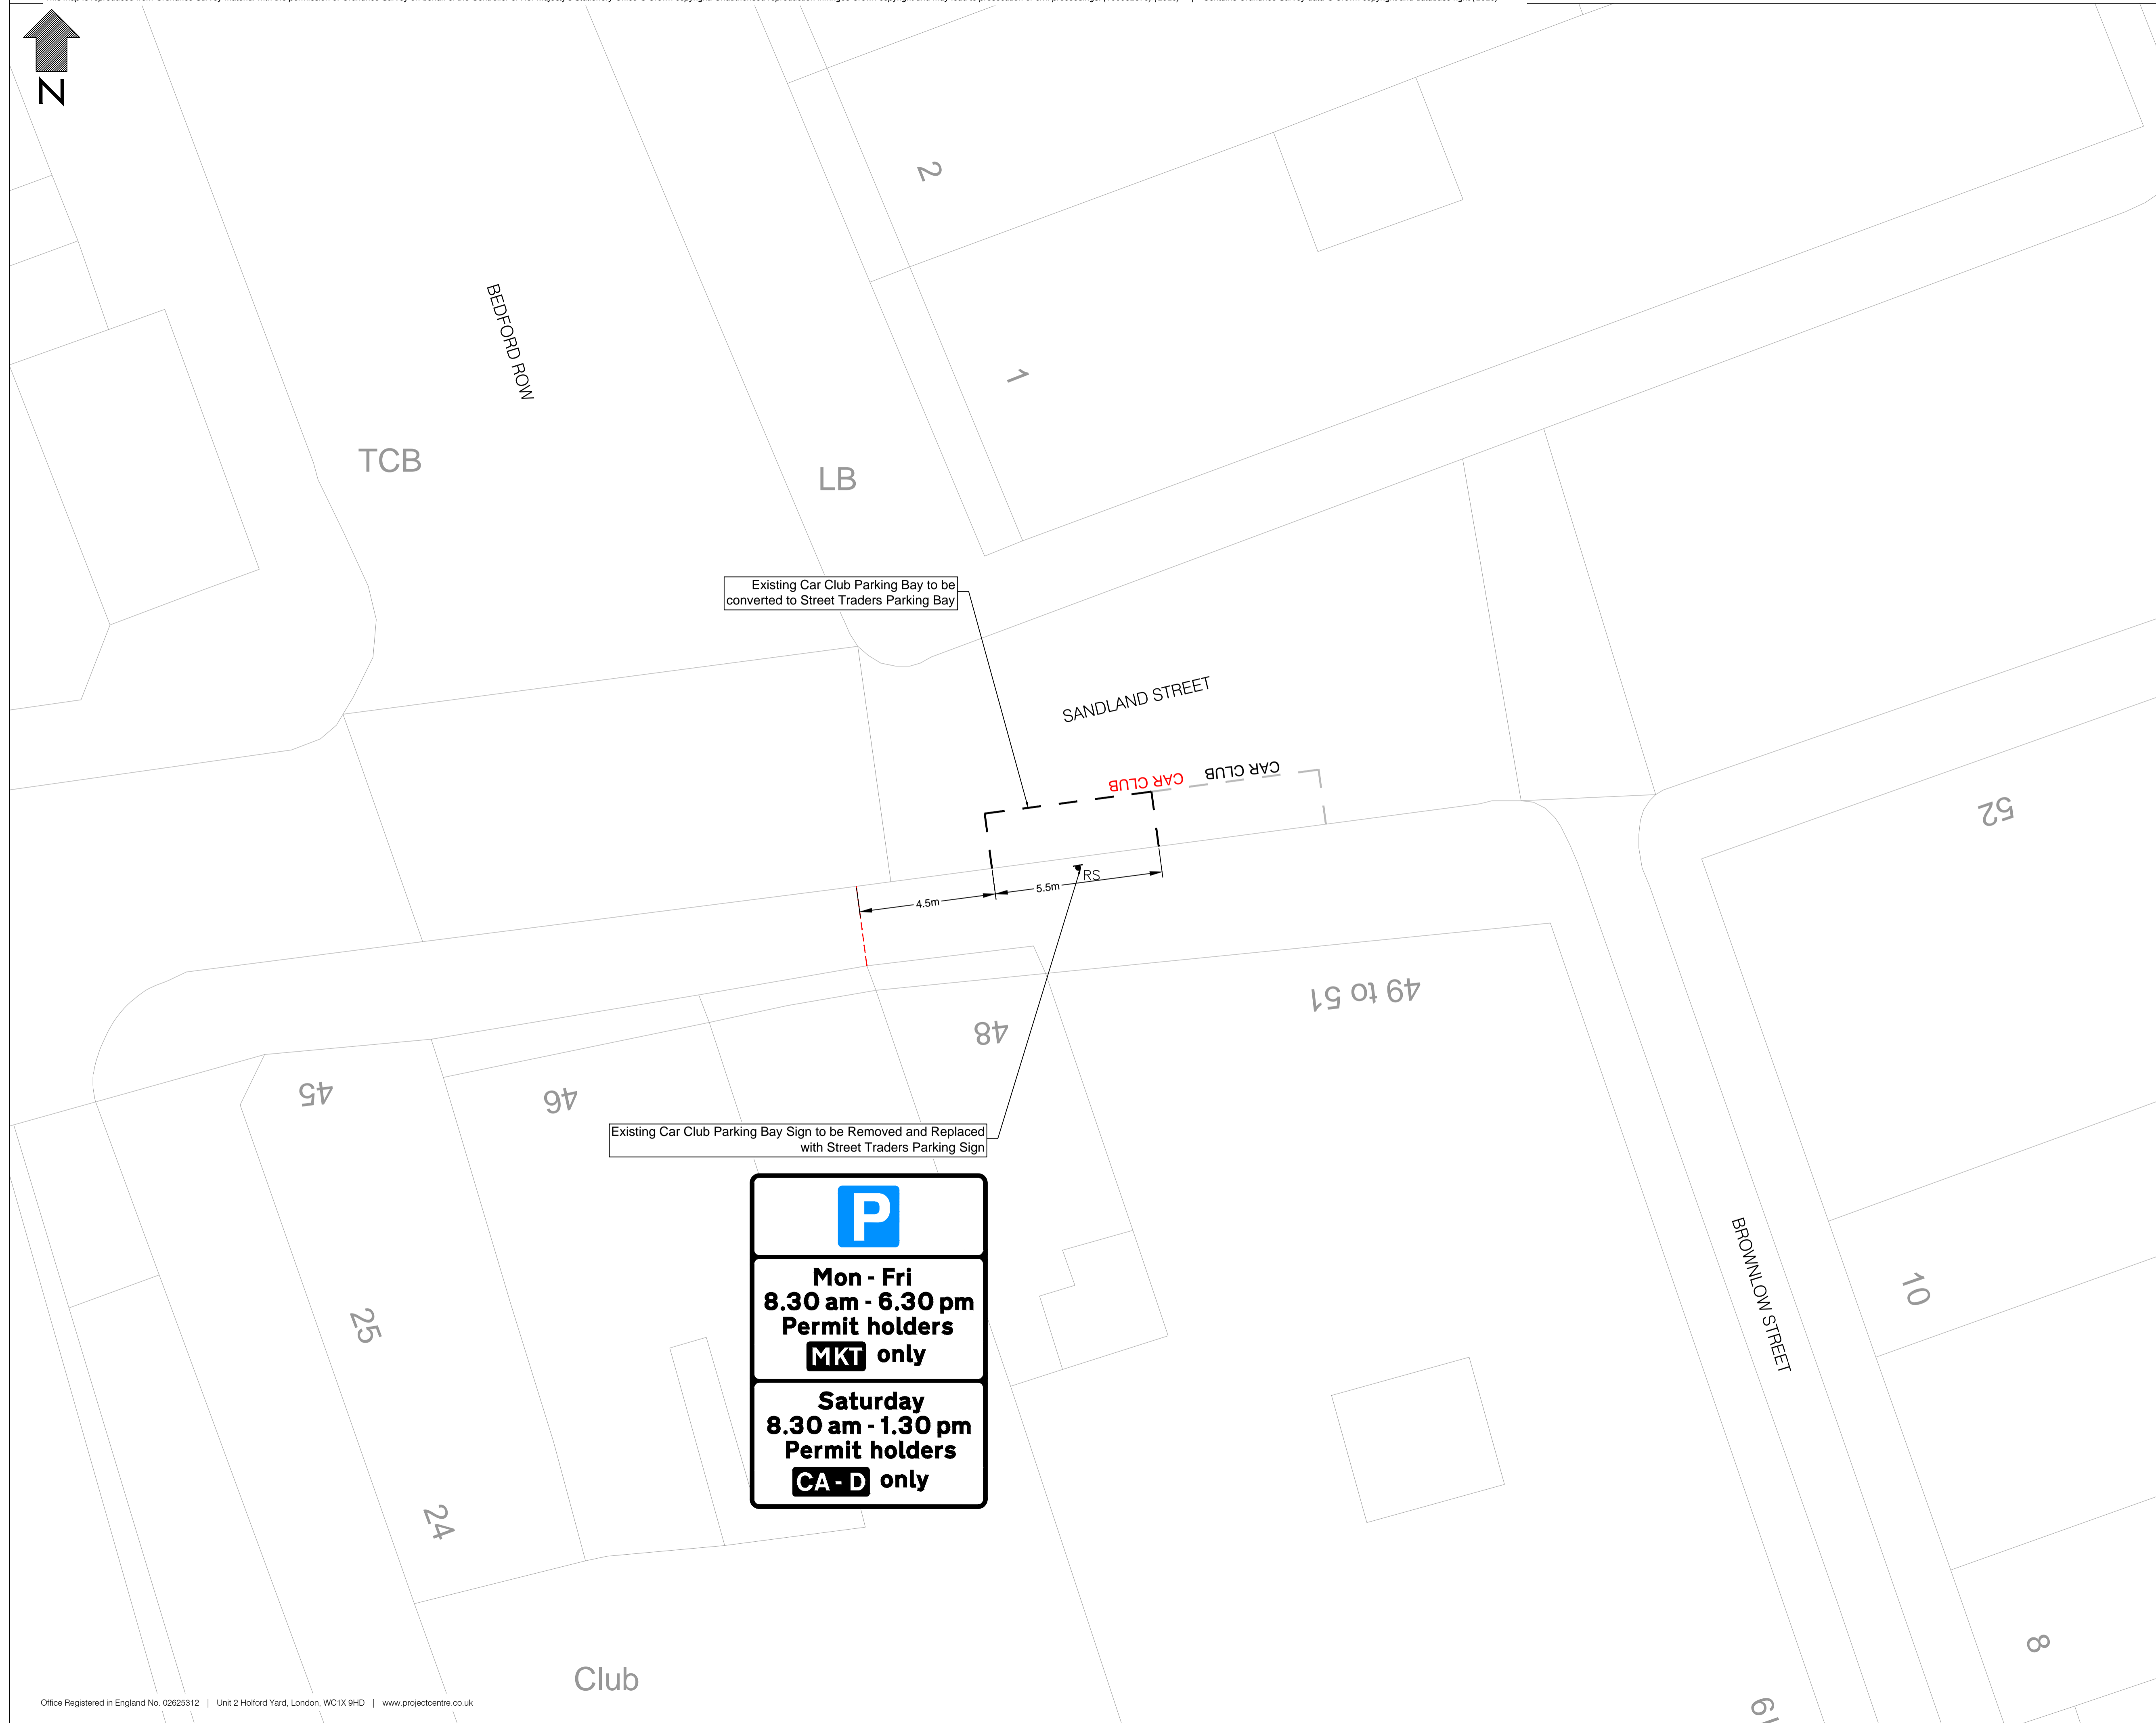 N
2
BEDFORD ROW
1
TCB
LB
Existing Car Club Parking Bay to be
converted to Street Traders Parking Bay
SANDLAND STREET
CAR CLUB
CAR CLUB
52
RS
5.5m
4.5m
49 to 51
48
45
46
Existing Car Club Parking Bay Sign to be Removed and Replaced
with Street Traders Parking Sign
P
Mon - Fri
8.30 am - 6.30 pm
Permit holders
MKT only
Saturday
8.30 am - 1.30 pm
Permit holders
CA - D only
BROWNLOW STREET
10
25
24
8
Club
Office Registered in England No. 02625312 | Unit 2 Holford Yard, London, WC1X 9HD | www.projectcentre.co.uk